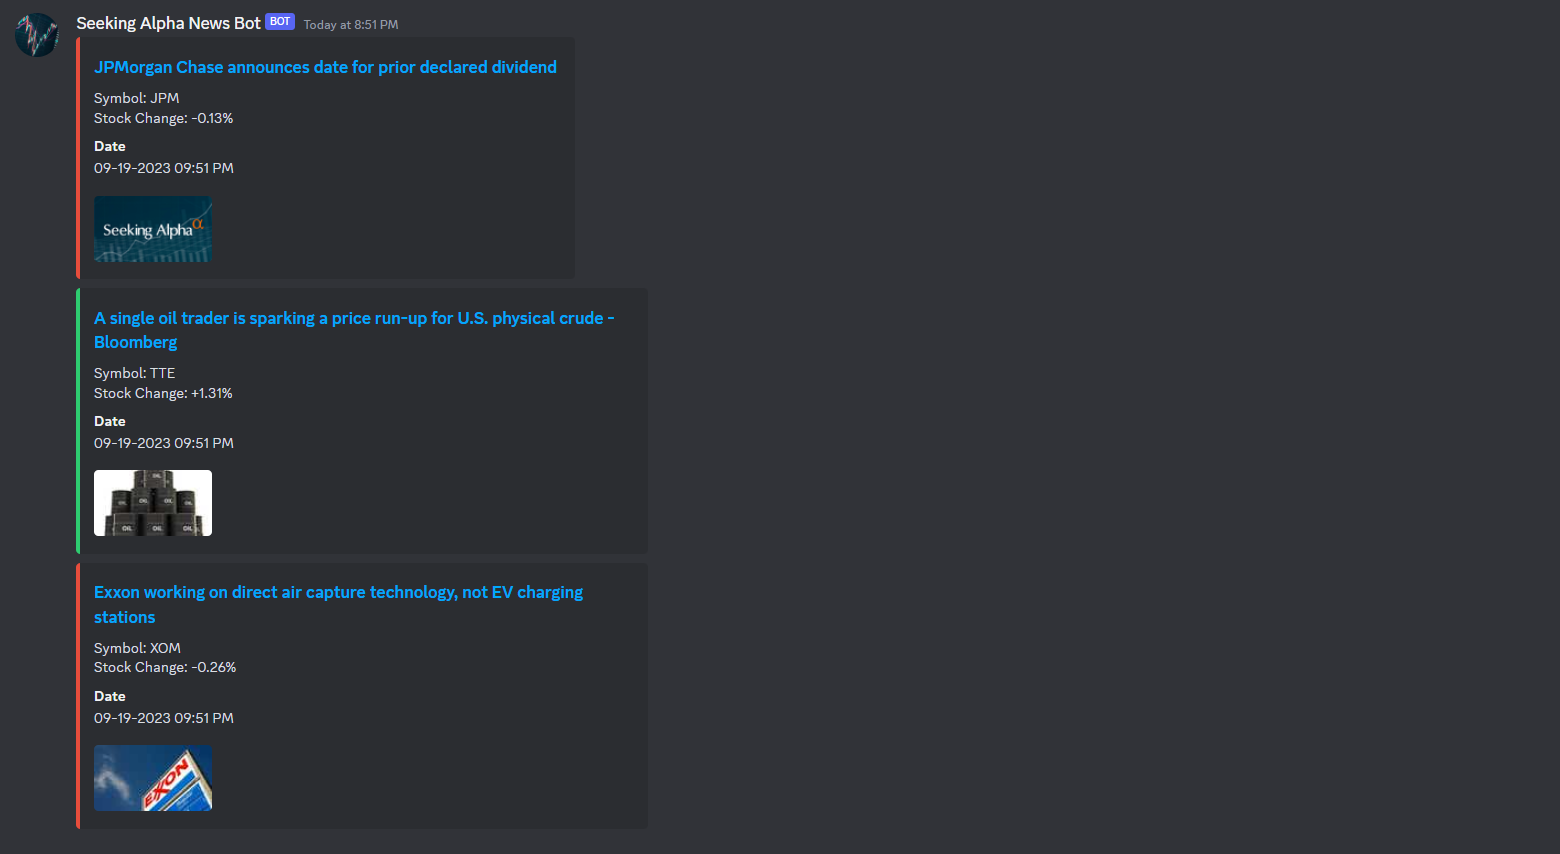 Seeking Alpha News Bot BOT Today at 8:51 PM
JPMorgan Chase announces date for prior declared dividend
Symbol: JPM
Stock Change: -0.13%
Date
09-19-2023 09:51 PM
Seeking Alpha α
A single oil trader is sparking a price run-up for U.S. physical crude -
Bloomberg
Symbol: TTE
Stock Change: +1.31%
Date
09-19-2023 09:51 PM
OIL
OIL OIL OIL OIL
OIL OIL OIL
Exxon working on direct air capture technology, not EV charging
stations
Symbol: XOM
Stock Change: -0.26%
Date
09-19-2023 09:51 PM
EXXON